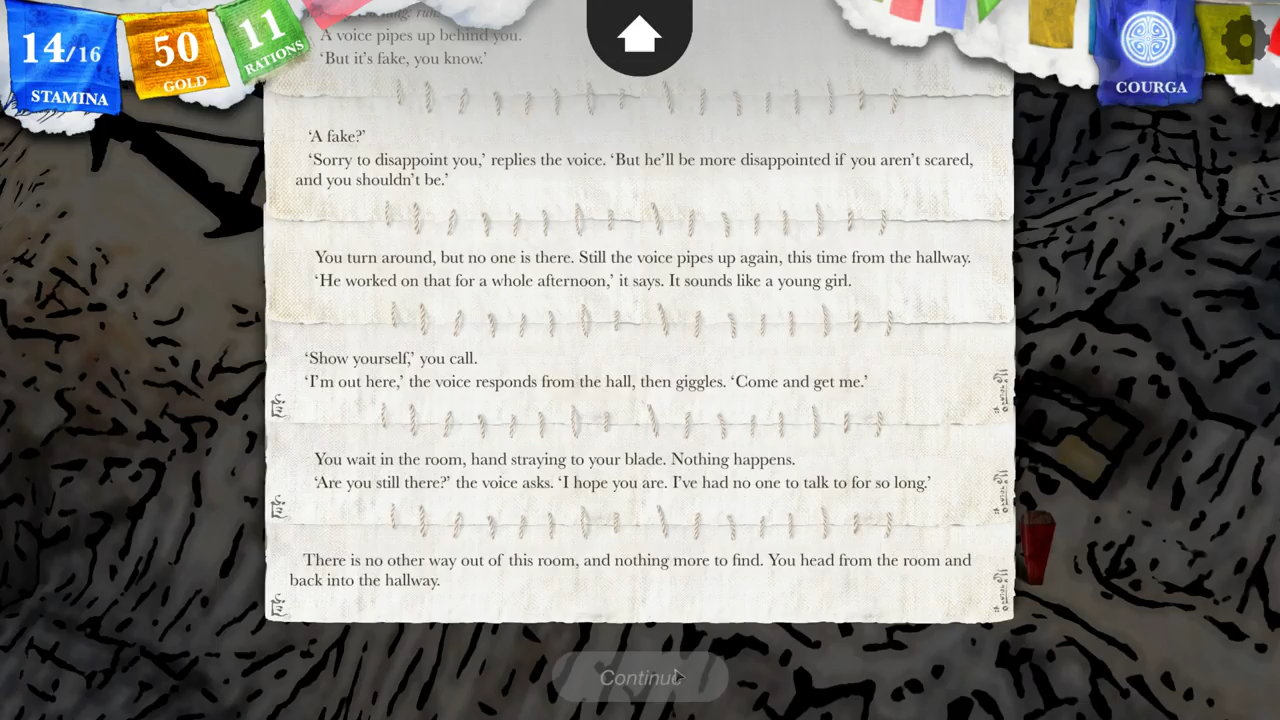 14/16
STAMINA
50
GOLD
11
RATIONS
COURGA
A voice pipes up behind you.
‘But it’s fake, you know.’
‘A fake?’
‘Sorry to disappoint you,’ replies the voice. ‘But he’ll be more disappointed if you aren’t scared,
and you shouldn’t be.’
You turn around, but no one is there. Still the voice pipes up again, this time from the hallway.
‘He worked on that for a whole afternoon,’ it says. It sounds like a young girl.
‘Show yourself,’ you call.
‘I’m out here,’ the voice responds from the hall, then giggles. ‘Come and get me.’
You wait in the room, hand straying to your blade. Nothing happens.
‘Are you still there?’ the voice asks. ‘I hope you are. I’ve had no one to talk to for so long.’
There is no other way out of this room, and nothing more to find. You head from the room and
back into the hallway.
Continue